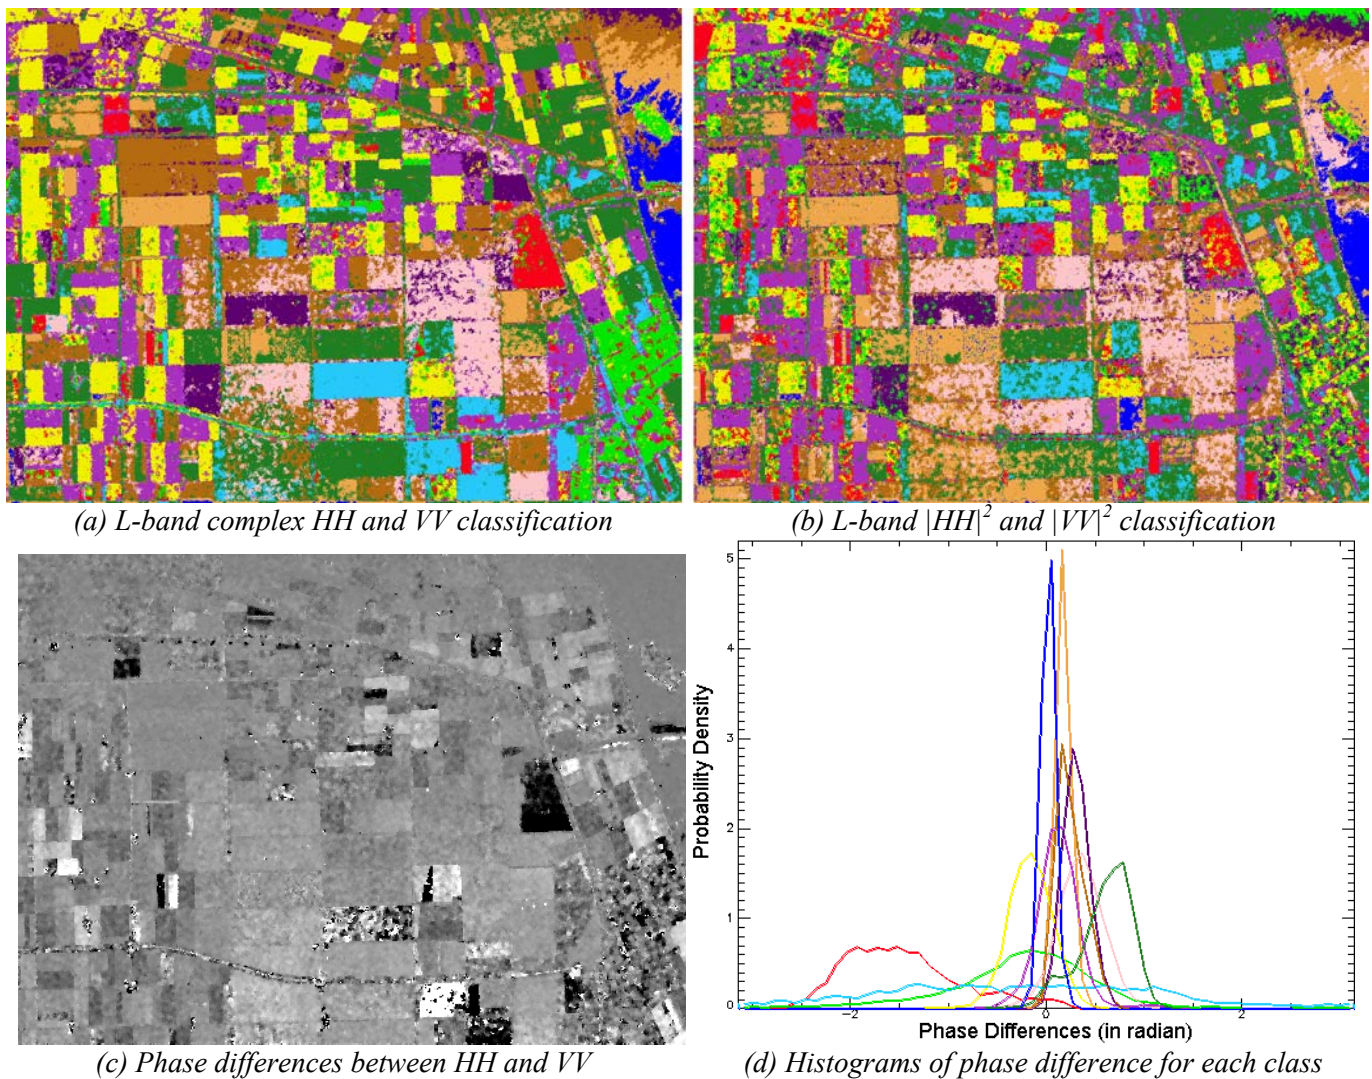 (a) L-band complex HH and VV classification
(b) L-band |HH|² and |VV|² classification
5
4
3
2
1
0
Probability Density
−2
0
2
Phase Differences (in radian)
(c) Phase differences between HH and VV
(d) Histograms of phase difference for each class